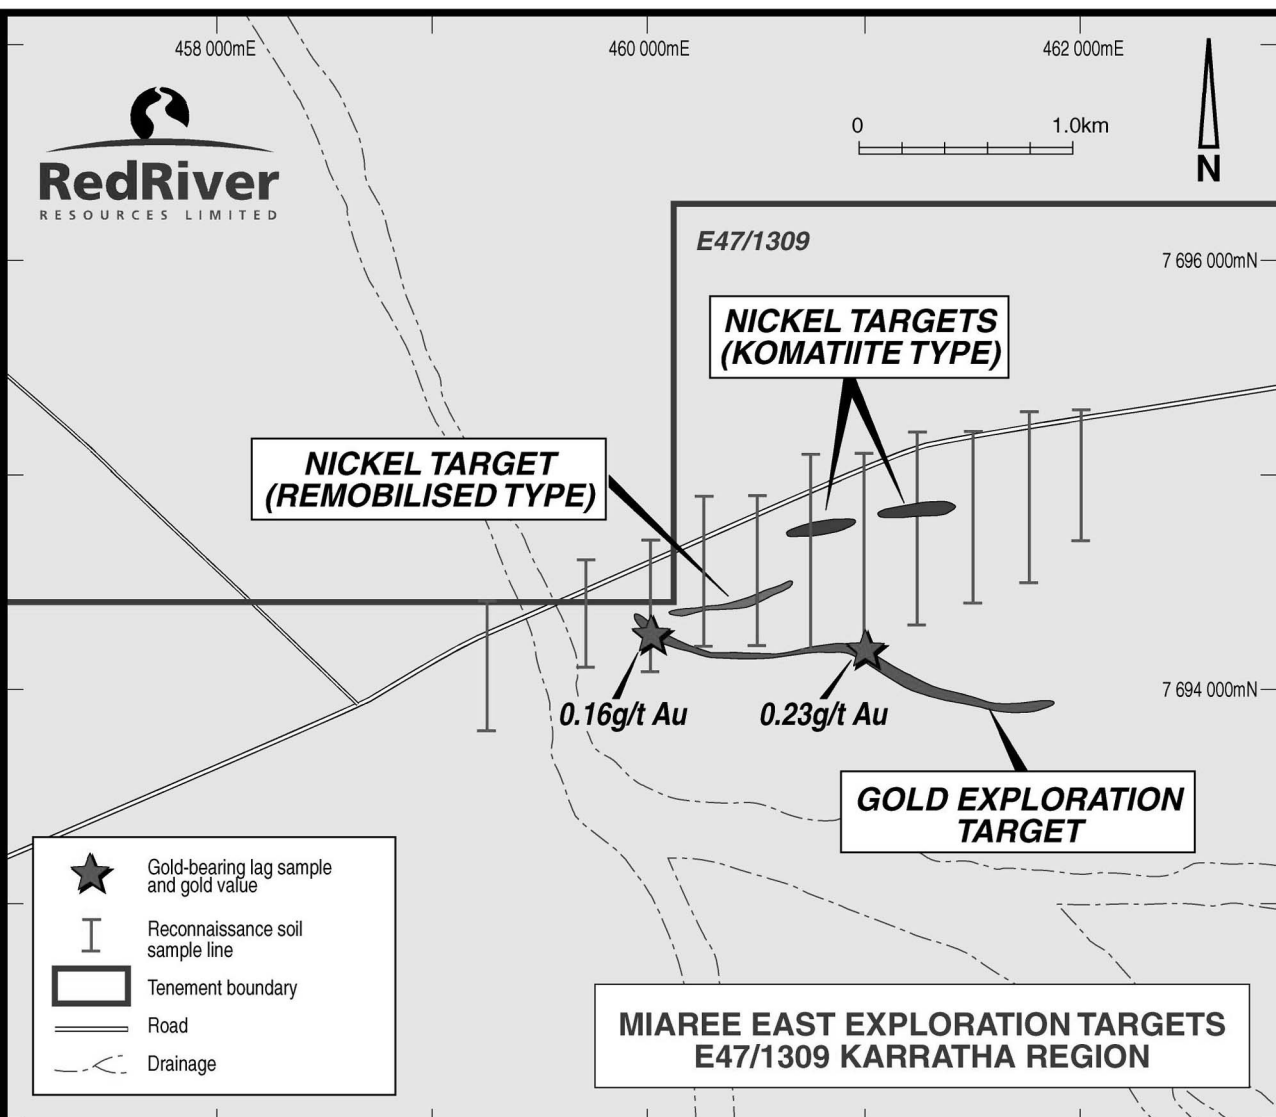 458 000mE
460 000mE
462 000mE
RedRiver
RESOURCES LIMITED
0
1.0km
N
E47/1309
7 696 000mN
NICKEL TARGETS
(KOMATIITE TYPE)
NICKEL TARGET
(REMOBILISED TYPE)
7 694 000mN
0.16g/t Au
0.23g/t Au
GOLD EXPLORATION
TARGET
Gold-bearing lag sample
and gold value
Reconnaissance soil
sample line
Tenement boundary
Road
Drainage
MIAREE EAST EXPLORATION TARGETS
E47/1309 KARRATHA REGION